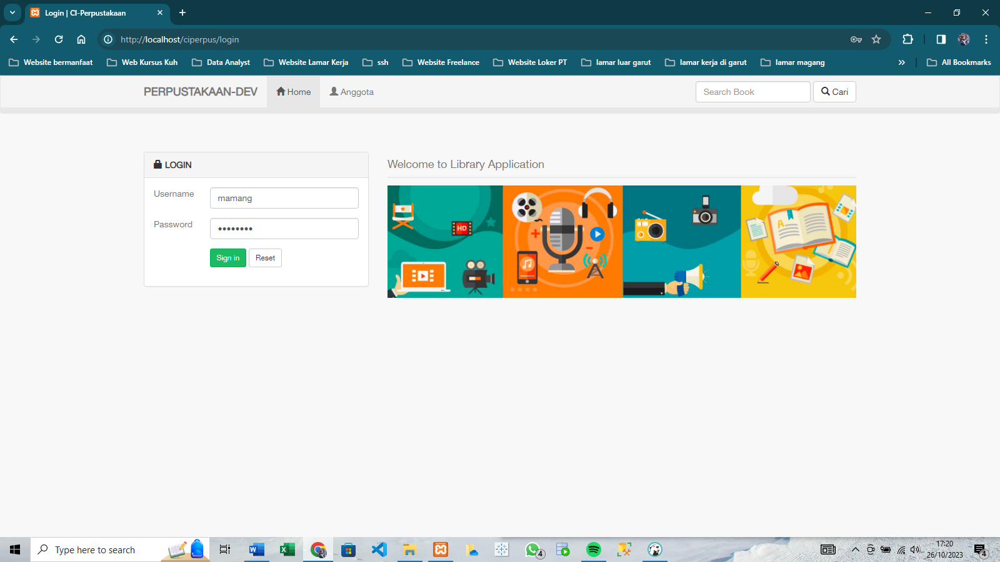 Login | CI-Perpustakaan
http://localhost/ciperpus/login
Website bermanfaat
Web Kursus Kuh
Data Analyst
Website Lamar Kerja
ssh
Website Freelance
Website Loker PT
lamar luar garut
lamar kerja di garut
lamar magang
All Bookmarks
PERPUSTAKAAN-DEV
Home
Anggota
Search Book
Cari
LOGIN
Username
mamang
Password
••••••••
Sign in
Reset
Welcome to Library Application
HD
A
Type here to search
4
17:20
26/10/2023
4